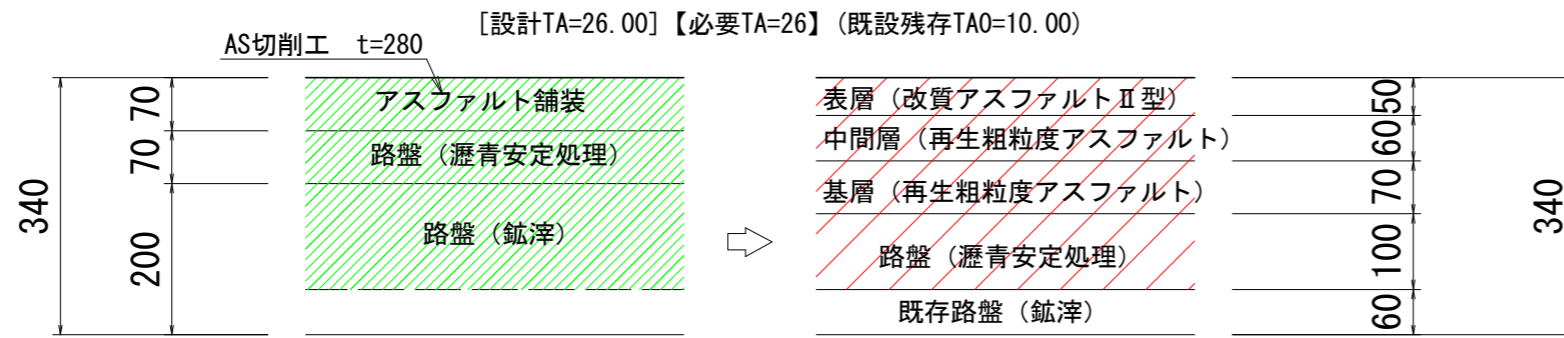 [設計TA=26.00]【必要TA=26】(既設残存TA0=10.00)
AS切削工 t=280
340
70
70
200
アスファルト舗装
路盤（瀝青安定処理）
路盤（鉱滓）
表層（改質アスファルトⅡ型）
中間層（再生粗粒度アスファルト）
基層（再生粗粒度アスファルト）
路盤（瀝青安定処理）
既存路盤（鉱滓）
50
60
70
100
60
340